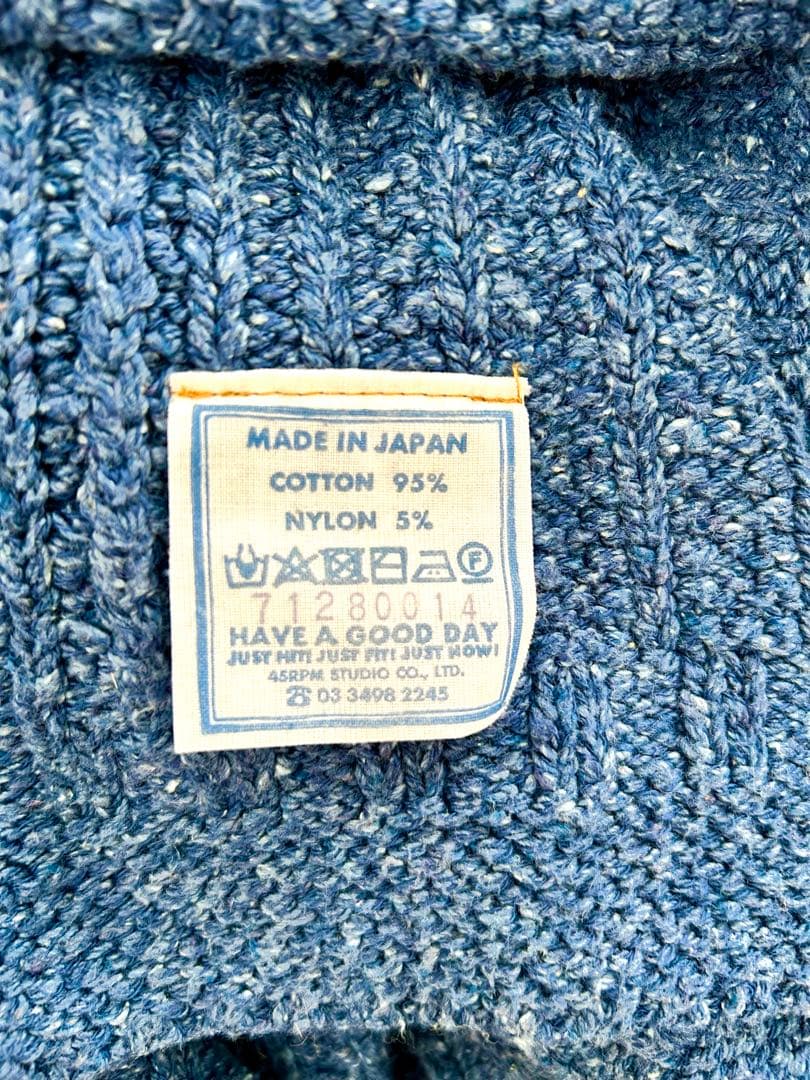 MADE IN JAPAN
COTTON 95%
NYLON 5%
F
71280014
HAVE A GOOD DAY
JUST HIT! JUST FIT! JUST NOW!
45RPM STUDIO CO., LTD.
☎ 03 3498 2245